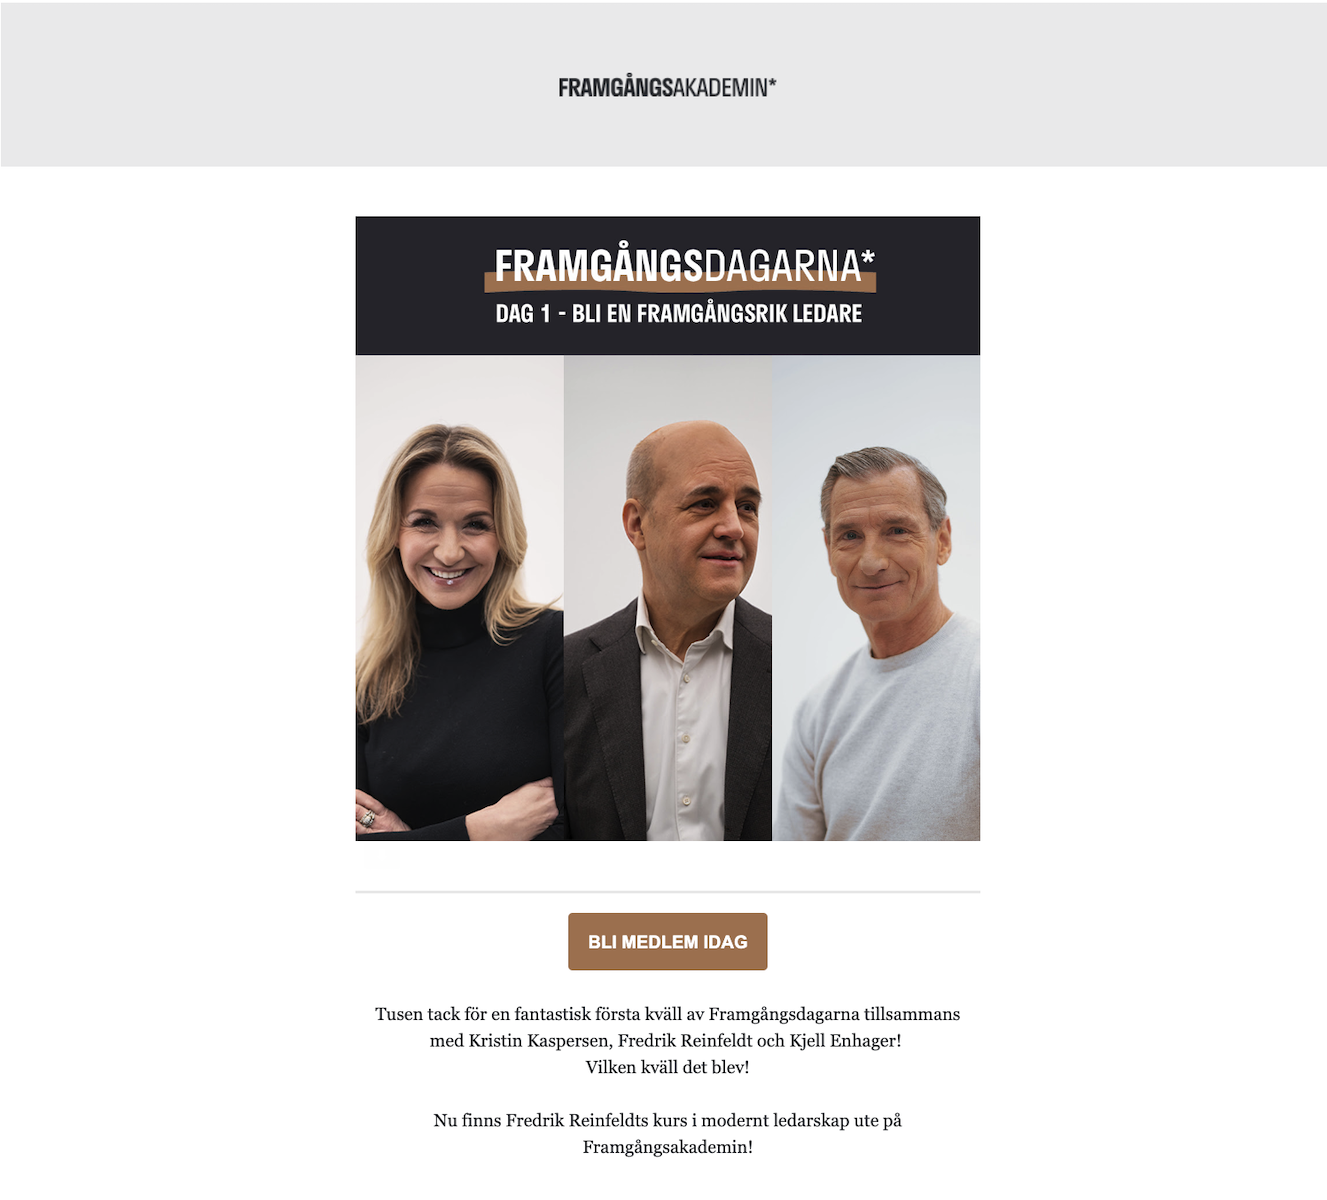 FRAMGÅNGSAKADEMIN*
FRAMGÅNGSDAGARNA*
DAG 1 - BLI EN FRAMGÅNGSRIK LEDARE
BLI MEDLEM IDAG
Tusen tack för en fantastisk första kväll av Framgångsdagarna tillsammans
med Kristin Kaspersen, Fredrik Reinfeldt och Kjell Enhager!
Vilken kväll det blev!
Nu finns Fredrik Reinfeldts kurs i modernt ledarskap ute på
Framgångsakademin!